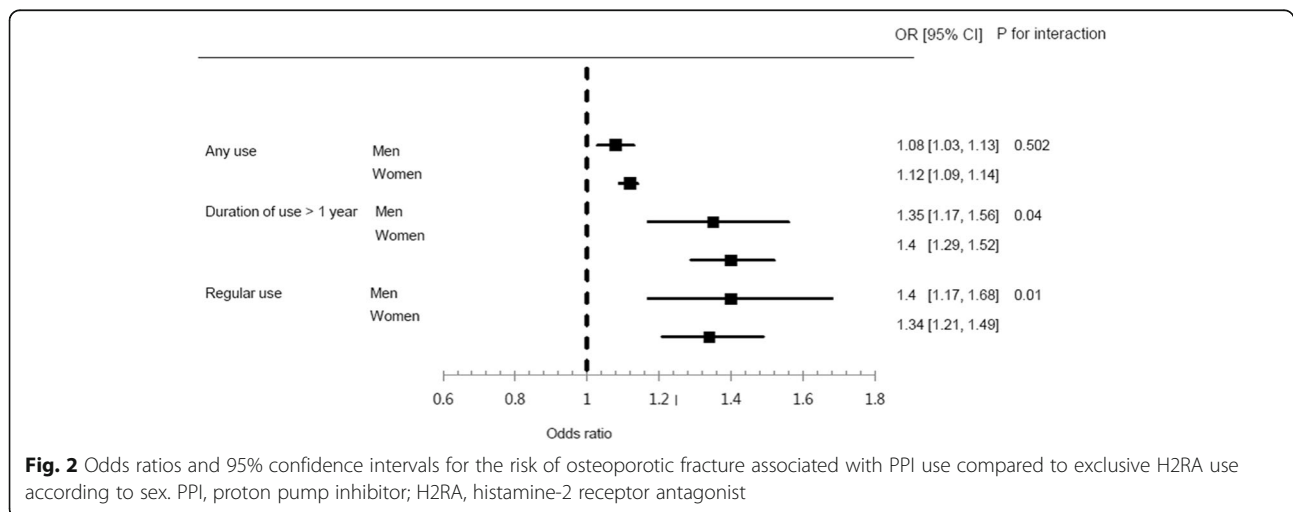 OR [95% CI] P for interaction
Any use Men 1.08 [1.03, 1.13] 0.502
Women 1.12 [1.09, 1.14]
Duration of use > 1 year Men 1.35 [1.17, 1.56] 0.04
Women 1.4 [1.29, 1.52]
Regular use Men 1.4 [1.17, 1.68] 0.01
Women 1.34 [1.21, 1.49]
0.6 0.8 1 1.2 1.4 1.6 1.8
Odds ratio
Fig. 2 Odds ratios and 95% confidence intervals for the risk of osteoporotic fracture associated with PPI use compared to exclusive H2RA use
according to sex. PPI, proton pump inhibitor; H2RA, histamine-2 receptor antagonist